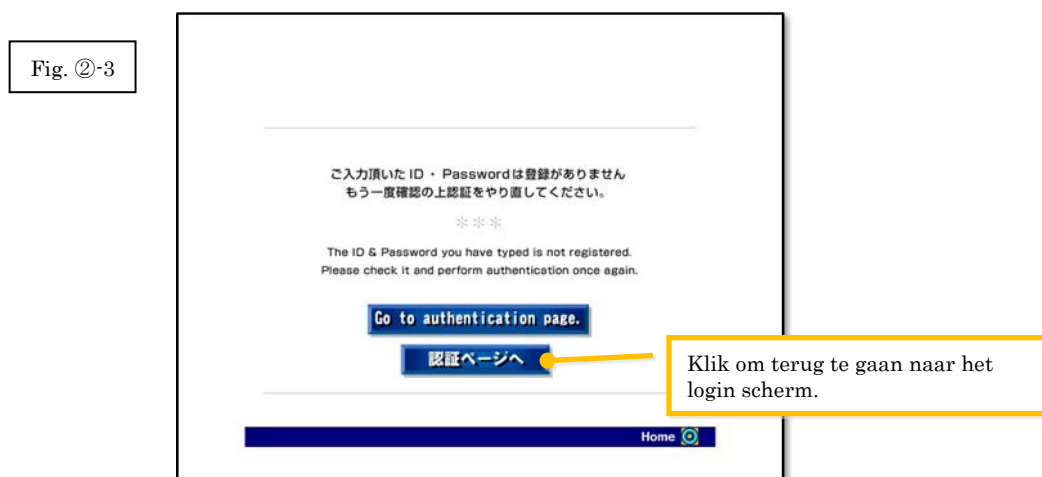 Fig. ②-3
ご入力頂いた ID ・ Passwordは登録がありません
もう一度確認の上認証をやり直してください。
***
The ID & Password you have typed is not registered.
Please check it and perform authentication once again.
Go to authentication page.
認証ページへ
Klik om terug te gaan naar het
login scherm.
Home